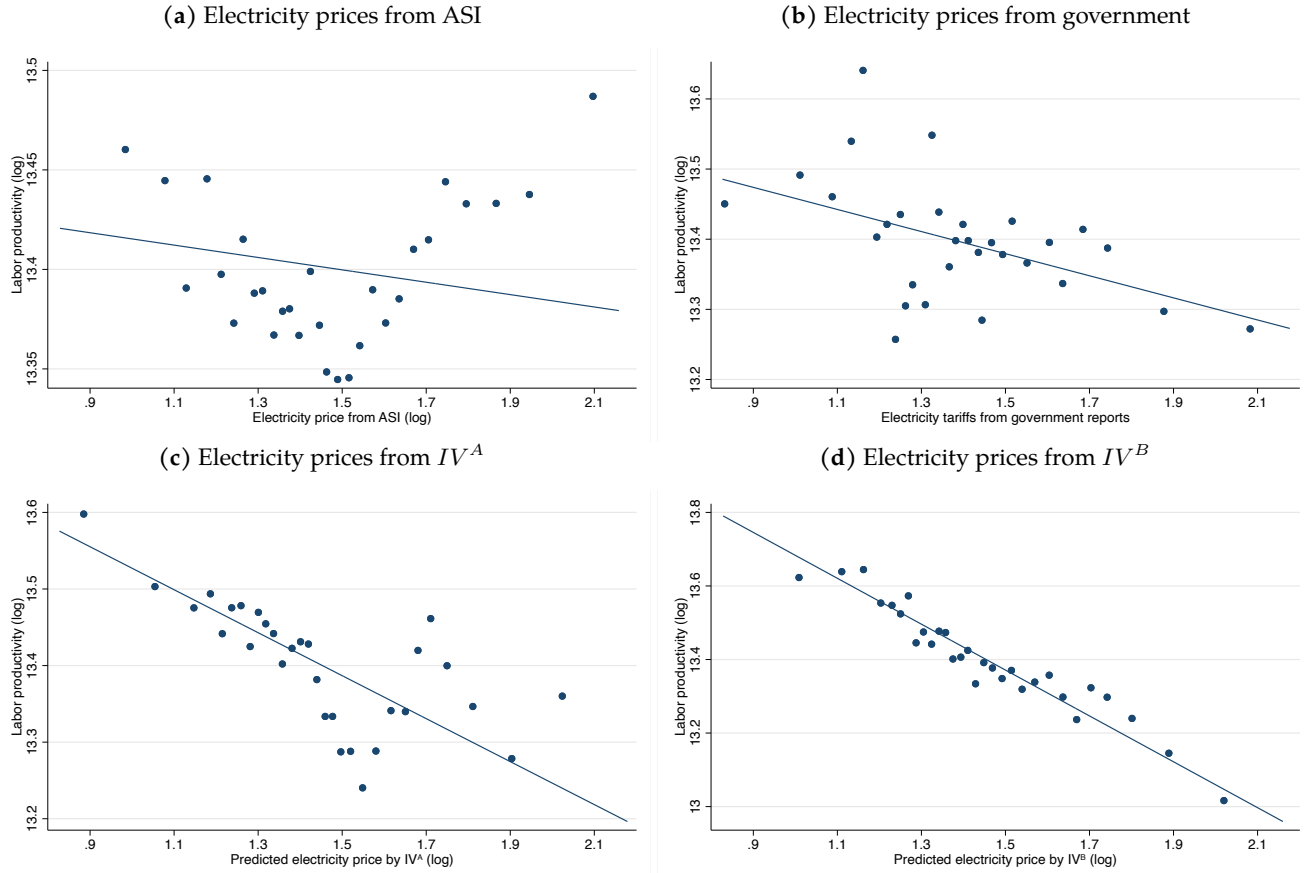 (a) Electricity prices from ASI
13.5
13.45
13.4
13.35
Labor productivity (log)
.9 1.1 1.3 1.5 1.7 1.9 2.1
Electricity price from ASI (log)
(b) Electricity prices from government
13.6
13.5
13.4
13.3
13.2
Labor productivity (log)
.9 1.1 1.3 1.5 1.7 1.9 2.1
Electricity tariffs from government reports
(c) Electricity prices from IV^A
13.6
13.5
13.4
13.3
13.2
Labor productivity (log)
.9 1.1 1.3 1.5 1.7 1.9 2.1
Predicted electricity price by IV^A (log)
(d) Electricity prices from IV^B
13.8
13.6
13.4
13.2
13
Labor productivity (log)
.9 1.1 1.3 1.5 1.7 1.9 2.1
Predicted electricity price by IV^B (log)